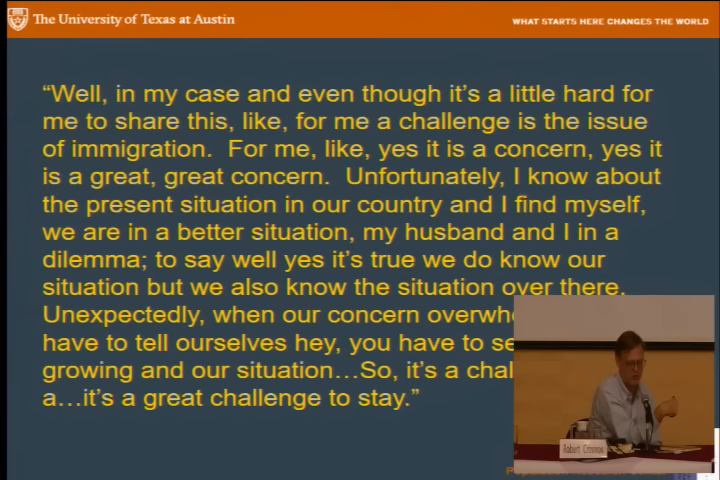 The University of Texas at Austin
WHAT STARTS HERE CHANGES THE WORLD
“Well, in my case and even though it’s a little hard for
me to share this, like, for me a challenge is the issue
of immigration.  For me, like, yes it is a concern, yes it
is a great, great concern.  Unfortunately, I know about
the present situation in our country and I find myself,
we are in a better situation, my husband and I in a
dilemma; to say well yes it’s true we do know our
situation but we also know the situation over there.
Unexpectedly, when our concern
have to tell ourselves hey, you have to
growing and our situation…So, it’s a
a…it’s a great challenge to stay.”
Robert Crosnoe